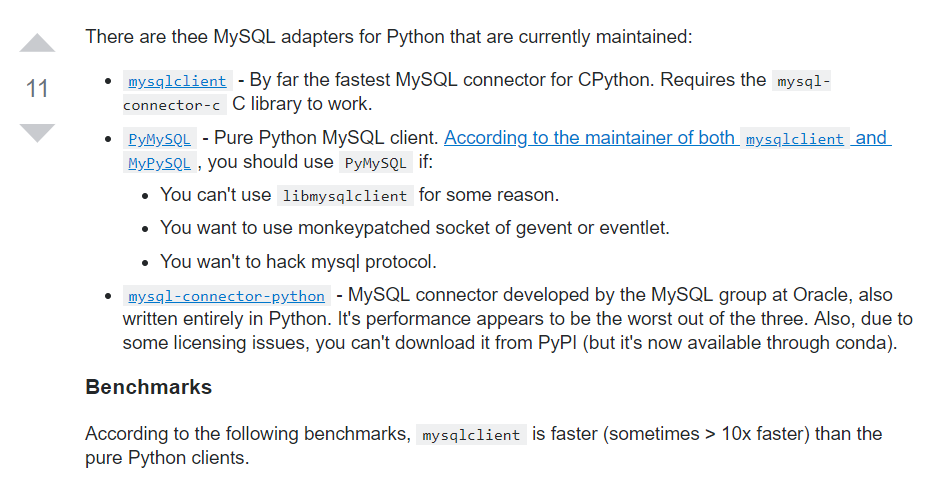 There are thee MySQL adapters for Python that are currently maintained:
11
• mysqlclient - By far the fastest MySQL connector for CPython. Requires the mysql-
connector-c C library to work.
• PyMySQL - Pure Python MySQL client. According to the maintainer of both mysqlclient and
MyPySQL , you should use PyMySQL if:
• You can't use libmysqlclient for some reason.
• You want to use monkeypatched socket of gevent or eventlet.
• You wan't to hack mysql protocol.
• mysql-connector-python - MySQL connector developed by the MySQL group at Oracle, also
written entirely in Python. It's performance appears to be the worst out of the three. Also, due to
some licensing issues, you can't download it from PyPI (but it's now available through conda).
Benchmarks
According to the following benchmarks, mysqlclient is faster (sometimes > 10x faster) than the
pure Python clients.